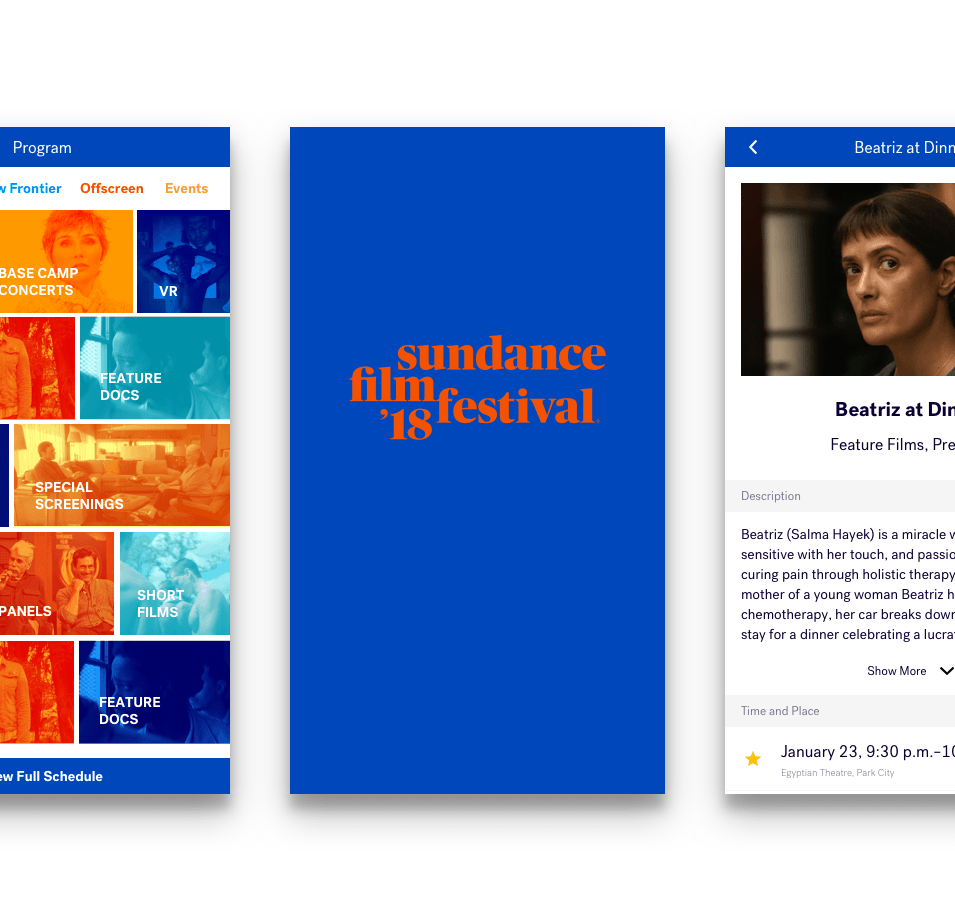 Program
Frontier
Offscreen
Events
BASE CAMP
CONCERTS
VR
FEATURE
DOCS
SPECIAL
SCREENINGS
PANELS
SHORT
FILMS
FEATURE
DOCS
Full Schedule
sundance
film
festival
’18
Beatriz at Dinn
Beatriz at Din
Feature Films, Pre
Description
Beatriz (Salma Hayek) is a miracle w
sensitive with her touch, and passio
curing pain through holistic therapy
mother of a young woman Beatriz h
chemotherapy, her car breaks down
stay for a dinner celebrating a lucra
Show More
Time and Place
January 23, 9:30 p.m.–10
Egyptian Theatre, Park City